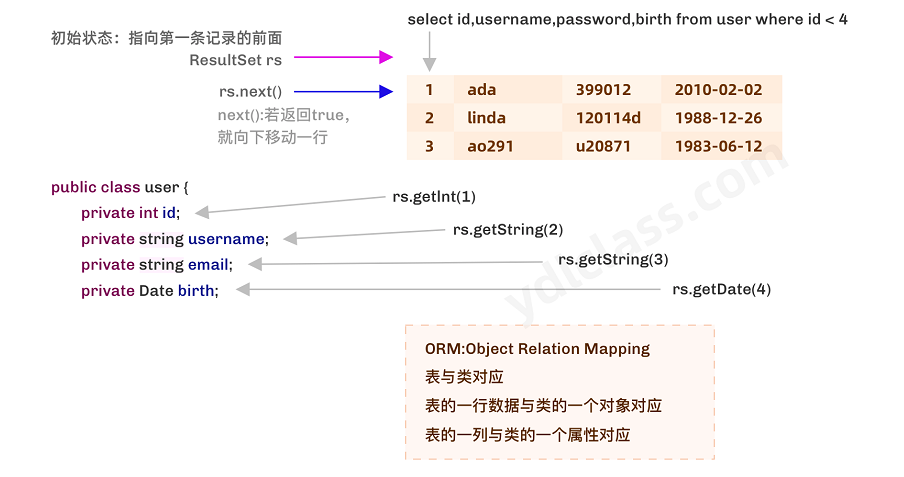 select id,username,password,birth from user where id < 4
初始状态：指向第一条记录的前面
ResultSet rs
rs.next()
next():若返回true，
就向下移动一行
1 ada 399012 2010-02-02
2 linda 120114d 1988-12-26
3 ao291 u20871 1983-06-12
public class user {
private int id;
private string username;
private string email;
private Date birth;
rs.getInt(1)
rs.getString(2)
rs.getString(3)
rs.getDate(4)
ydlclass.com
ORM:Object Relation Mapping
表与类对应
表的一行数据与类的一个对象对应
表的一列与类的一个属性对应